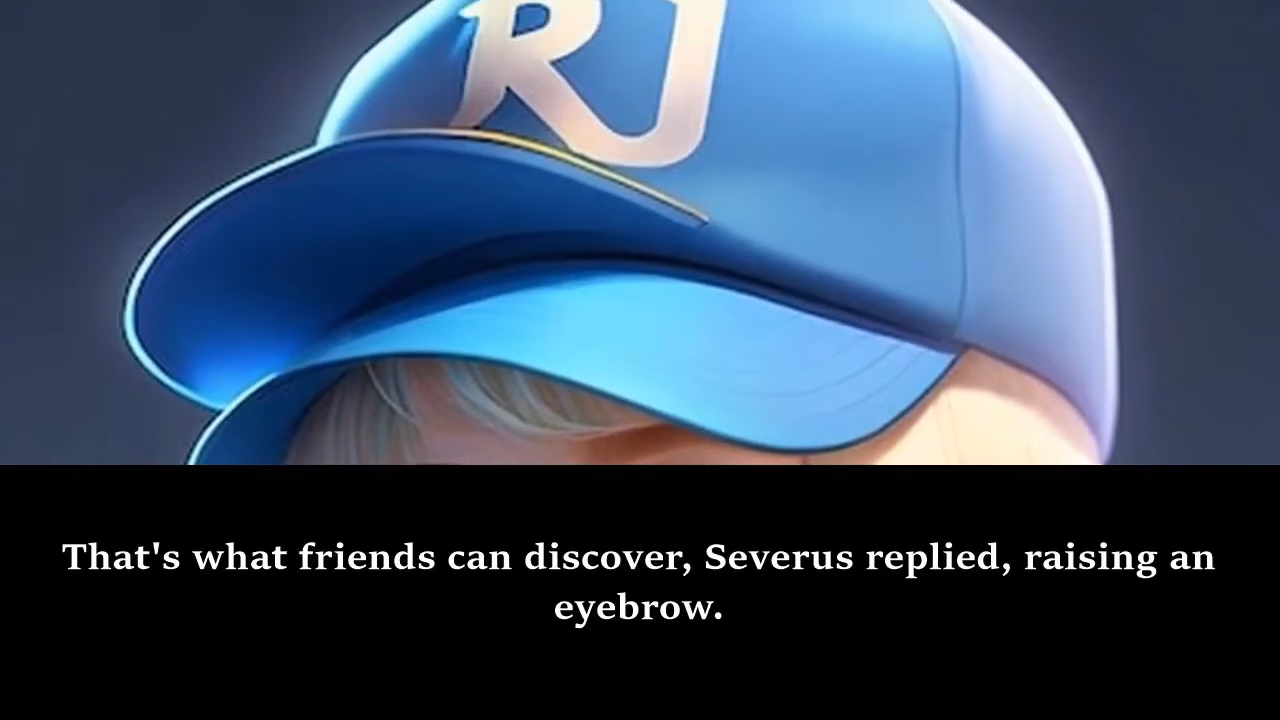 RJ
That's what friends can discover, Severus replied, raising an
eyebrow.